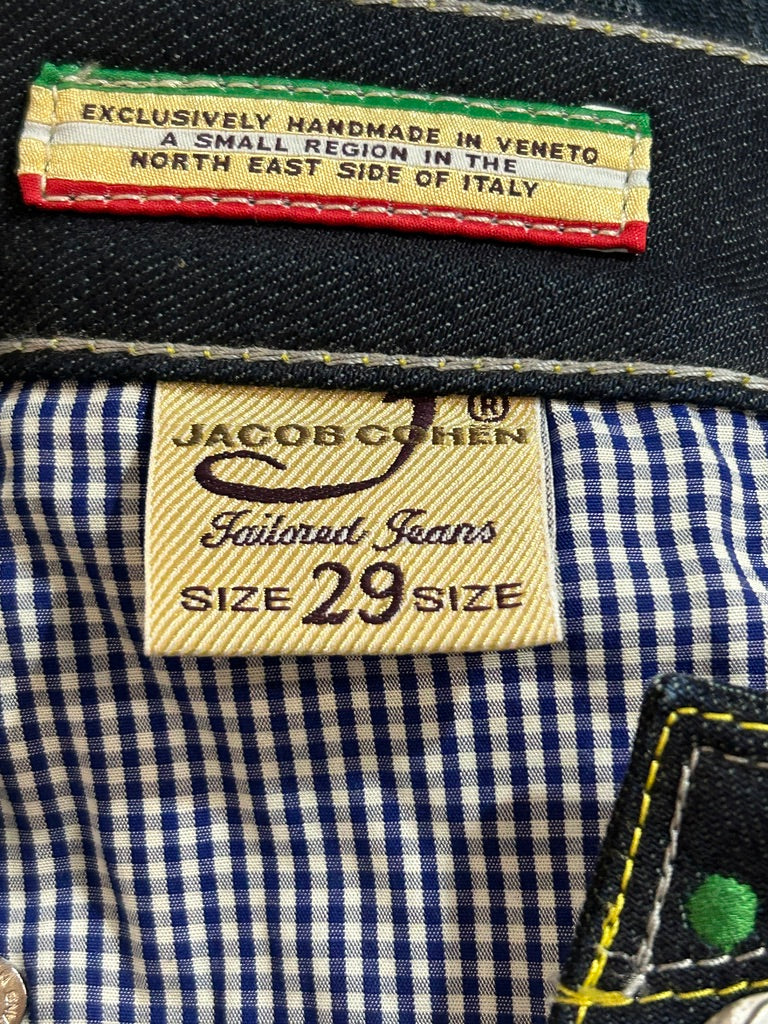 EXCLUSIVELY HANDMADE IN VENETO
A SMALL REGION IN THE
NORTH EAST SIDE OF ITALY
J ®
JACOB COHEN
Tailored Jeans
SIZE 29 SIZE